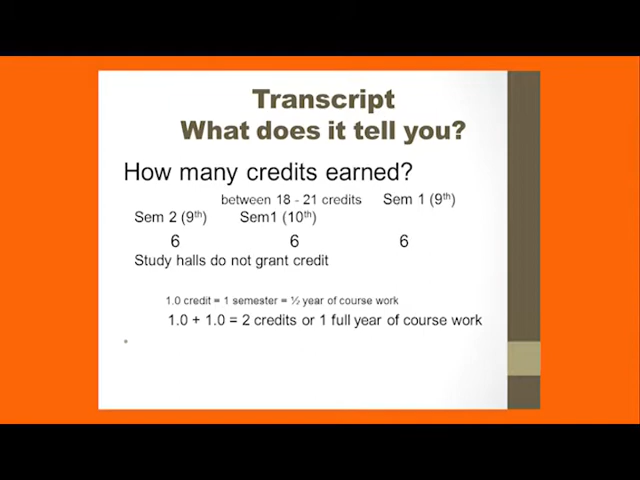 Transcript
What does it tell you?
How many credits earned?
between 18 - 21 credits Sem 1 (9th)
Sem 2 (9th) Sem1 (10th)
6 6 6
Study halls do not grant credit
1.0 credit = 1 semester = ½ year of course work
1.0 + 1.0 = 2 credits or 1 full year of course work